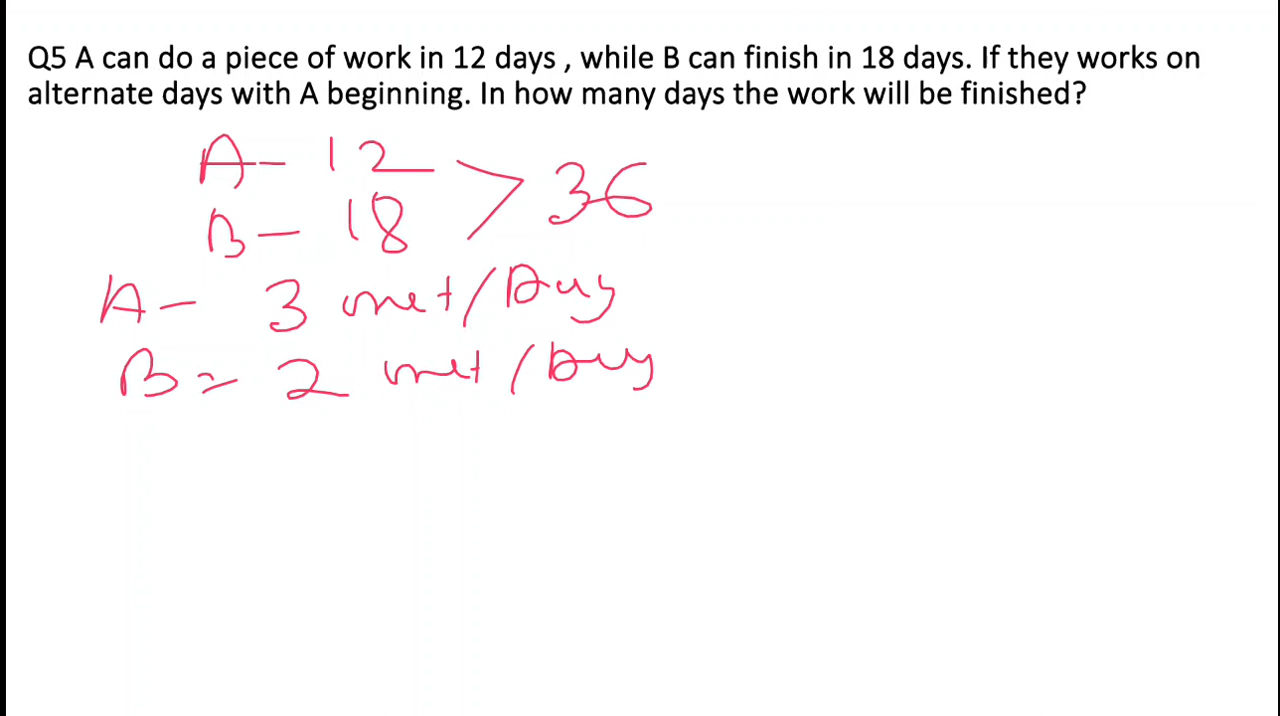 Q5 A can do a piece of work in 12 days , while B can finish in 18 days. If they works on
alternate days with A beginning. In how many days the work will be finished?
A - 12
B - 18 > 36
A - 3 unit/Day
B = 2 unit/Day